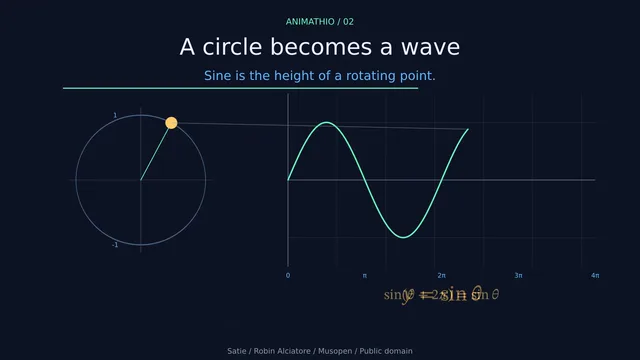 ANIMATHIO / 02
A circle becomes a wave
Sine is the height of a rotating point.
1
-1
0 π 2π 3π 4π
Satie / Robin Alciatore / Musopen / Public domain